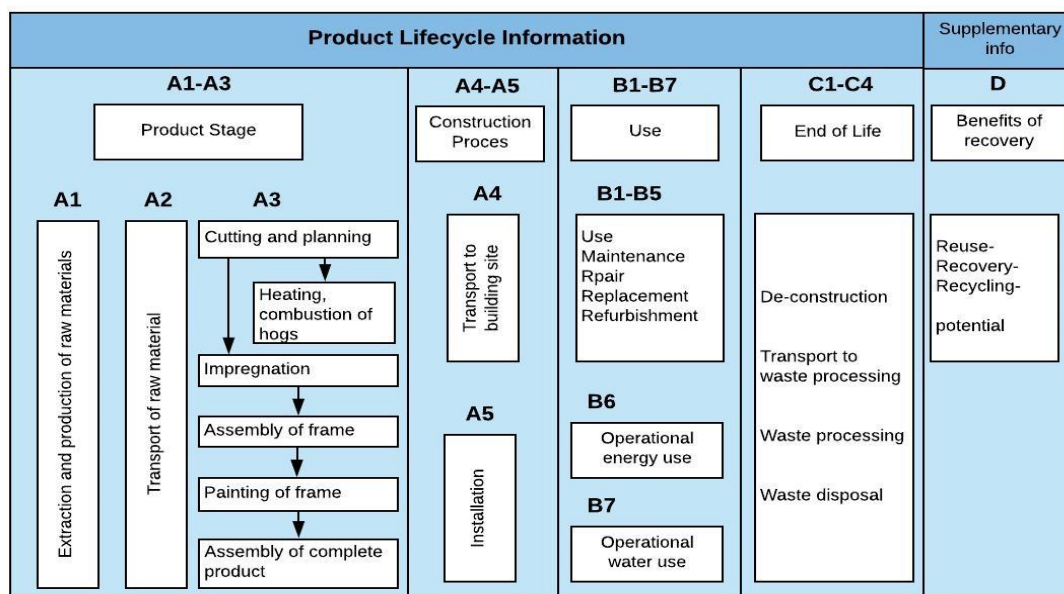 Product Lifecycle Information
Supplementary
info
A1-A3
Product Stage
A1
Extraction and production of raw materials
A2
Transport of raw material
A3
Cutting and planning
Heating,
combustion of
hogs
Impregnation
Assembly of frame
Painting of frame
Assembly of complete
product
A4-A5
Construction
Proces
A4
Transport to
building site
A5
Installation
B1-B7
Use
B1-B5
Use
Maintenance
Rpair
Replacement
Refurbishment
B6
Operational
energy use
B7
Operational
water use
C1-C4
End of Life
De-construction
Transport to
waste processing
Waste processing
Waste disposal
D
Benefits of
recovery
Reuse-
Recovery-
Recycling-
potential